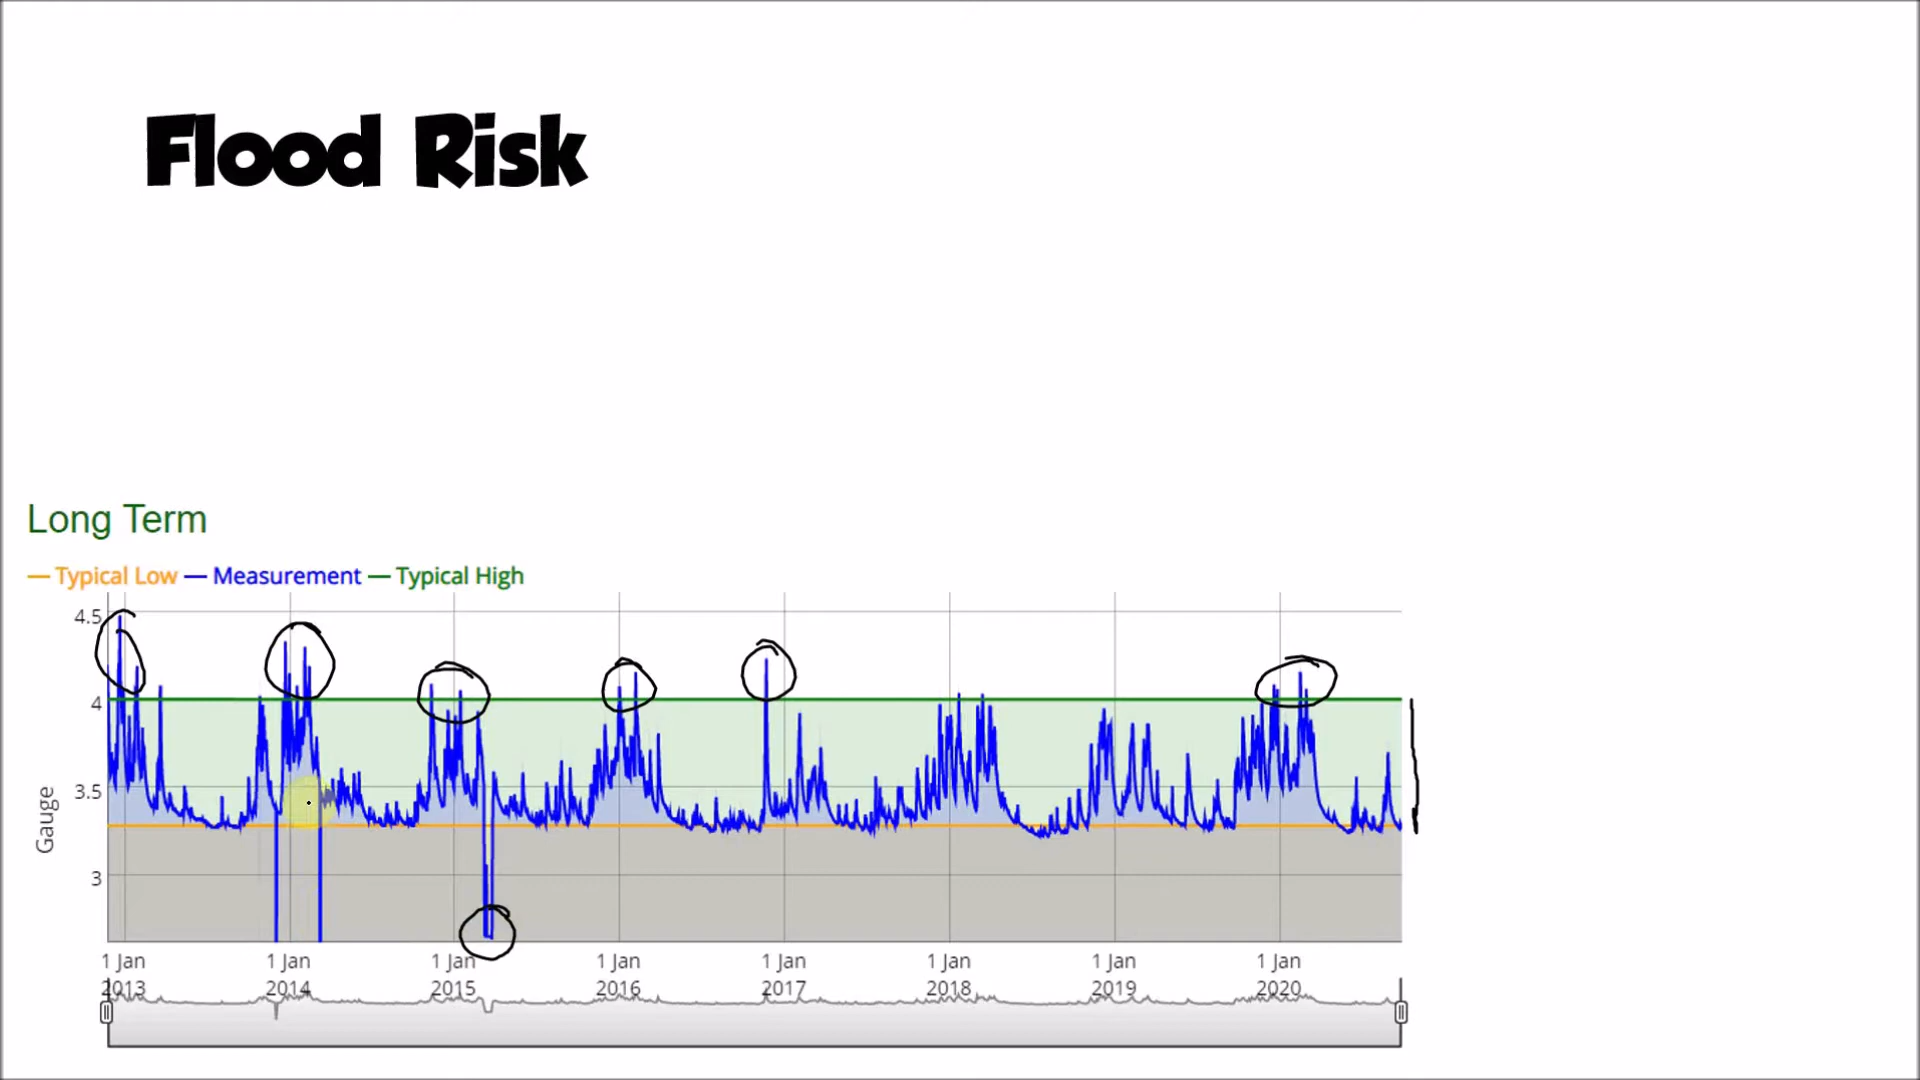 Flood Risk
Long Term
Typical Low Measurement Typical High
4.5
4
3.5
3
Gauge
1 Jan 1 Jan 1 Jan 1 Jan 1 Jan 1 Jan 1 Jan 1 Jan
2013 2014 2015 2016 2017 2018 2019 2020